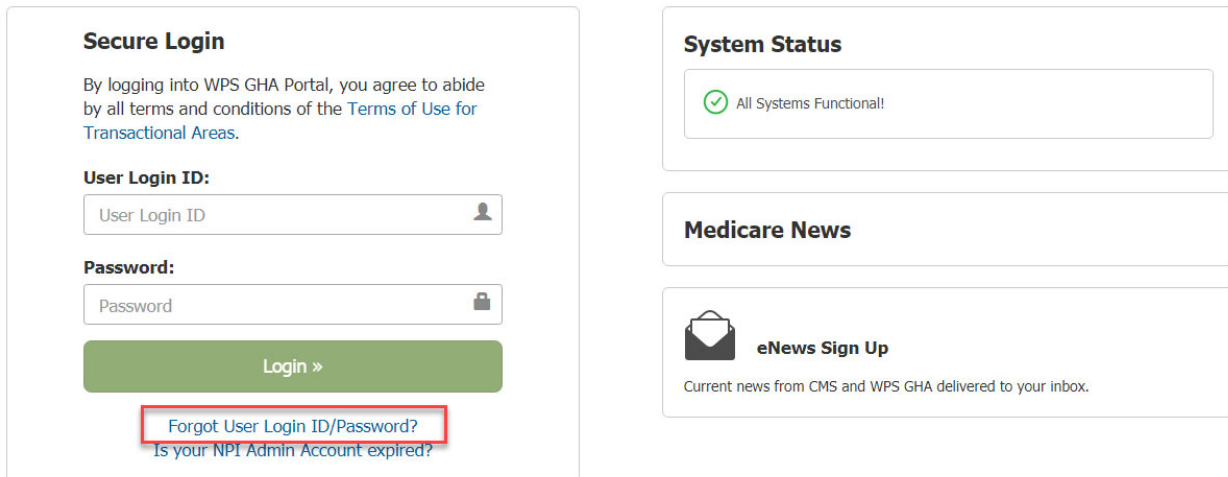 Secure Login
By logging into WPS GHA Portal, you agree to abide
by all terms and conditions of the Terms of Use for
Transactional Areas.
User Login ID:
User Login ID
Password:
Password
Login »
Forgot User Login ID/Password?
Is your NPI Admin Account expired?
System Status
All Systems Functional!
Medicare News
eNews Sign Up
Current news from CMS and WPS GHA delivered to your inbox.